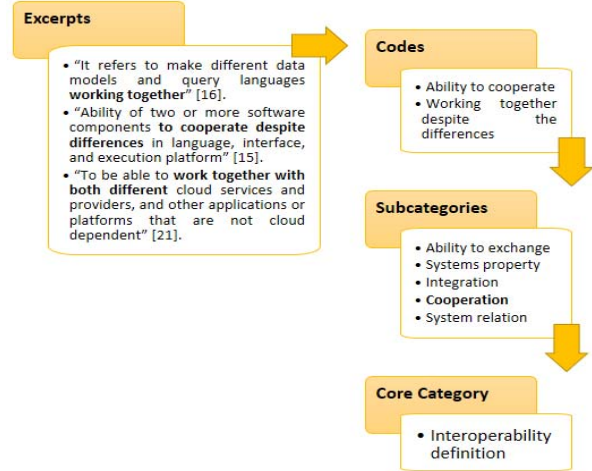 Excerpts
• “It refers to make different data
models and query languages
working together” [16].
• “Ability of two or more software
components to cooperate despite
differences in language, interface,
and execution platform” [15].
• “To be able to work together with
both different cloud services and
providers, and other applications or
platforms that are not cloud
dependent” [21].
Codes
• Ability to cooperate
• Working together
despite the
differences
Subcategories
• Ability to exchange
• Systems property
• Integration
• Cooperation
• System relation
Core Category
• Interoperability
definition